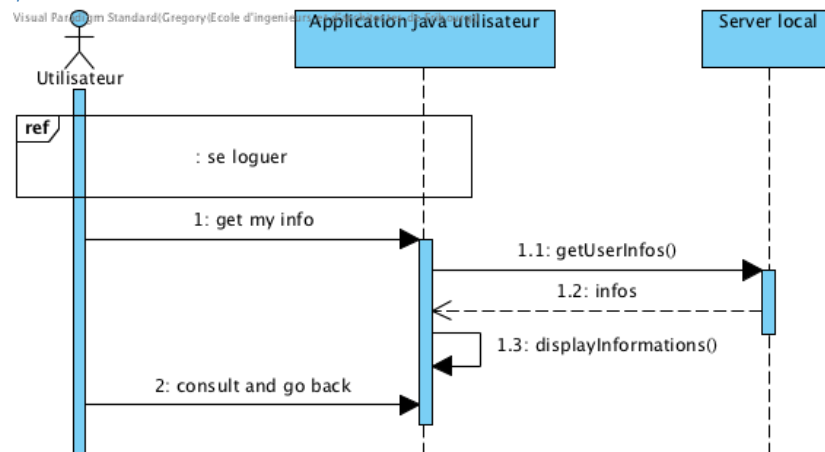 Visual Paradigm Standard(Gregory(Ecole d'ingenieurs
Application Java utilisateur
Server local
Utilisateur
ref
: se loguer
1: get my info
1.1: getUserInfos()
1.2: infos
1.3: displayInformations()
2: consult and go back